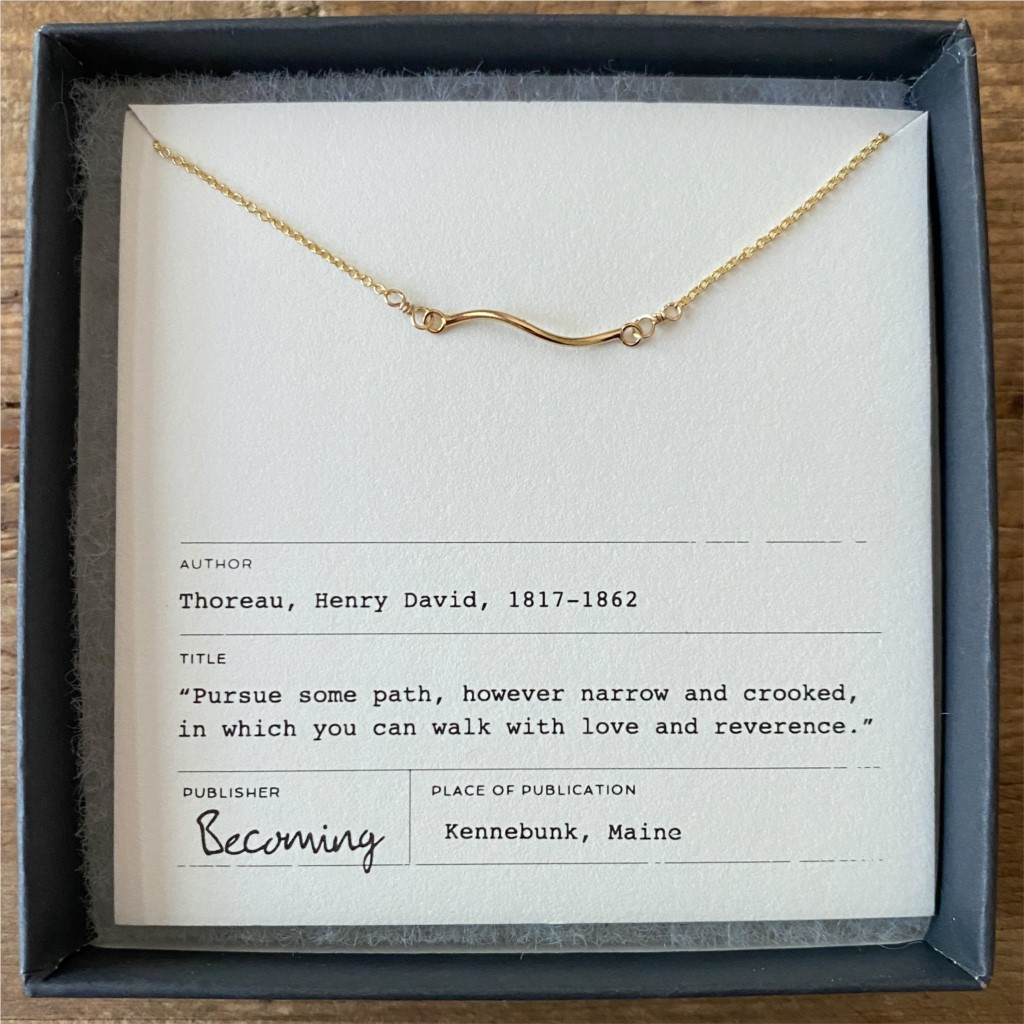 AUTHOR
Thoreau, Henry David, 1817-1862
TITLE
“Pursue some path, however narrow and crooked,
in which you can walk with love and reverence.”
PUBLISHER
Becoming
PLACE OF PUBLICATION
Kennebunk, Maine